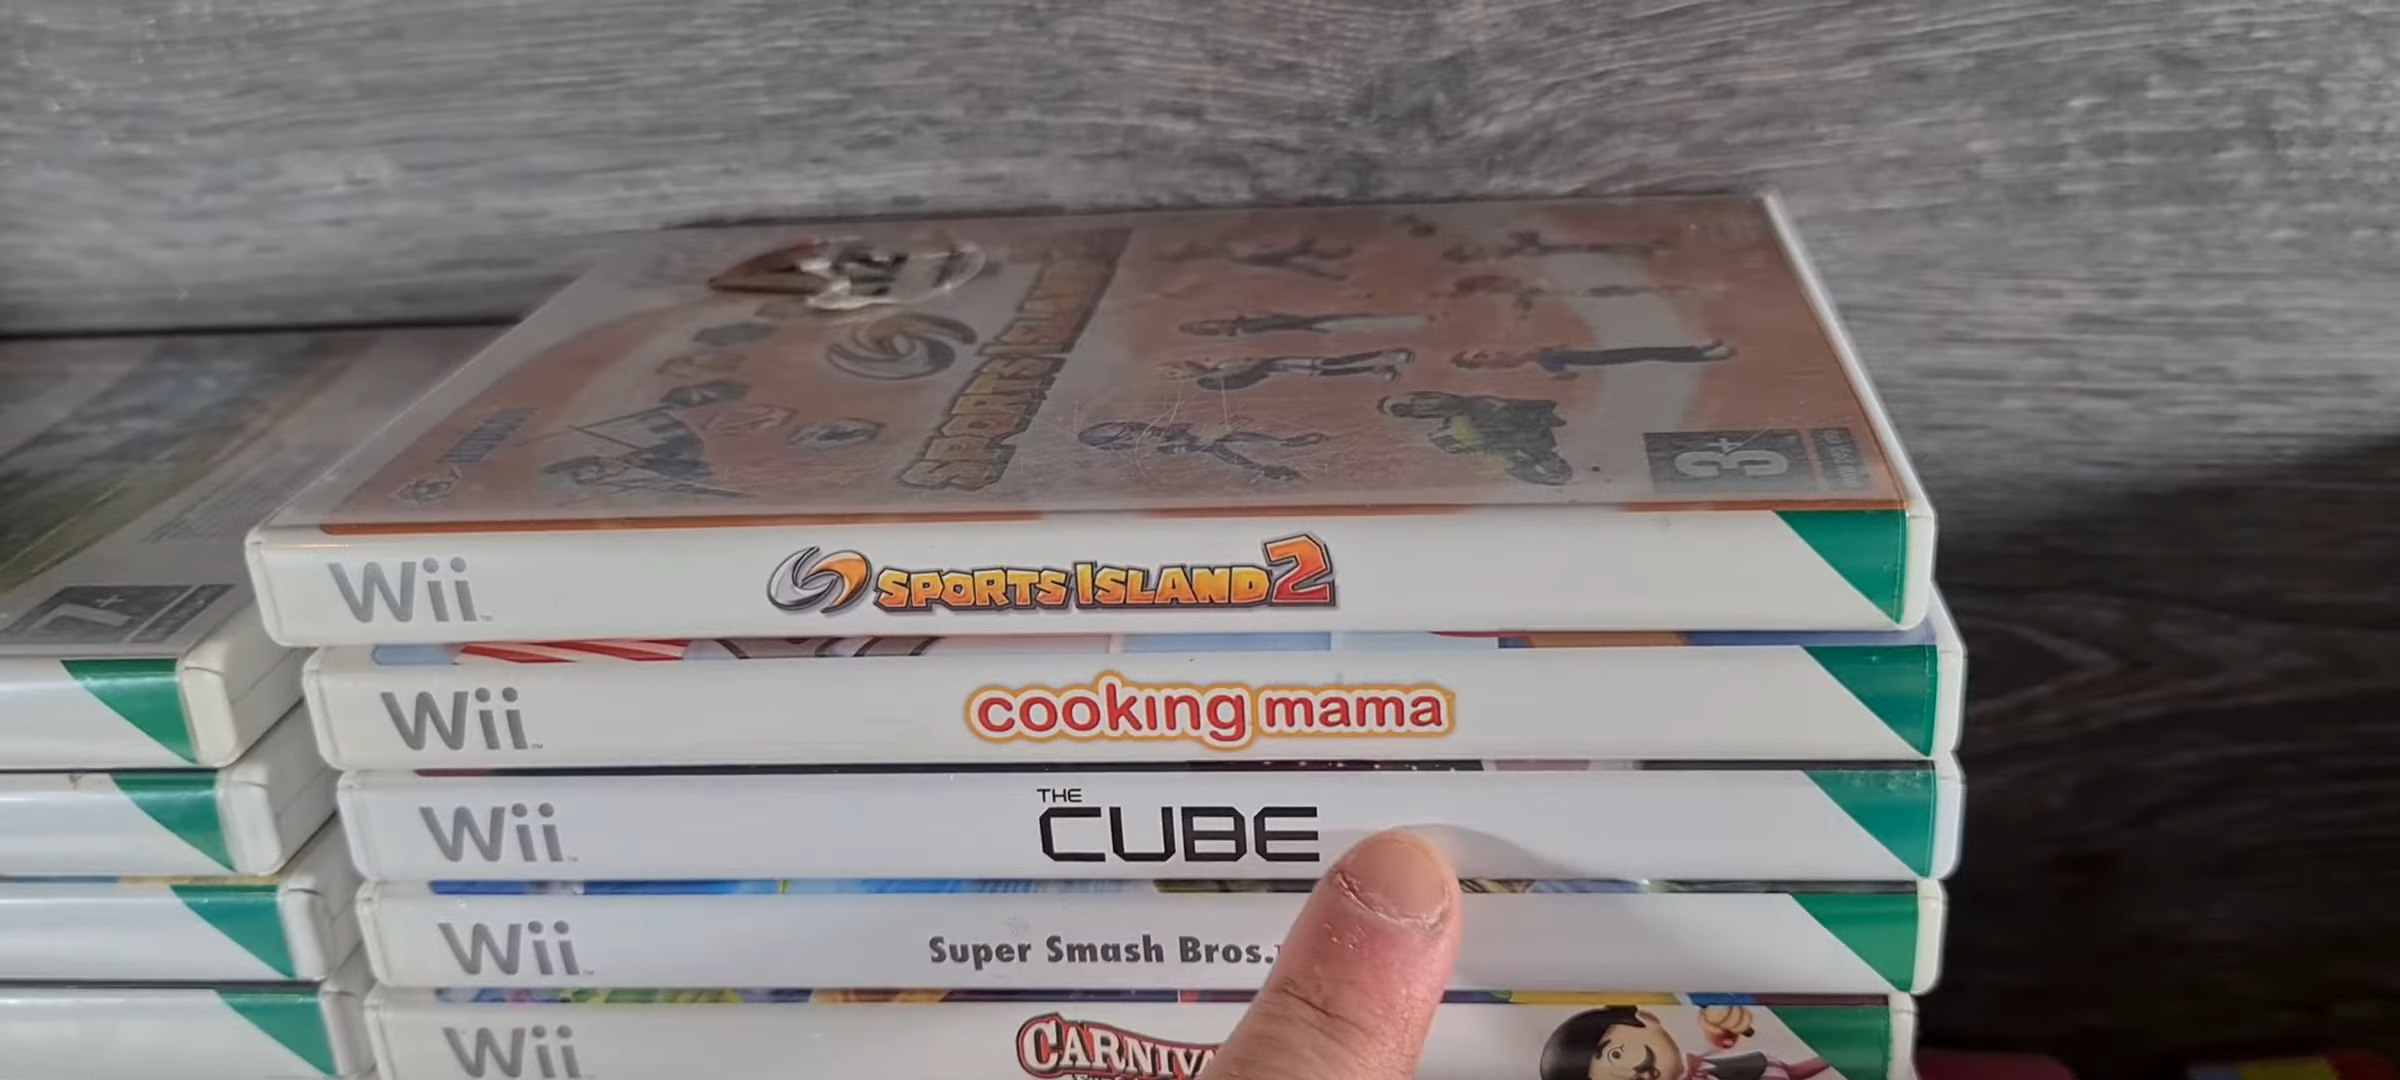 SPORTS ISLAND
3+
7+
Wii
SPORTS ISLAND 2
Wii
cooking mama
Wii
THE
CUBE
Wii
Super Smash Bros.
Wii